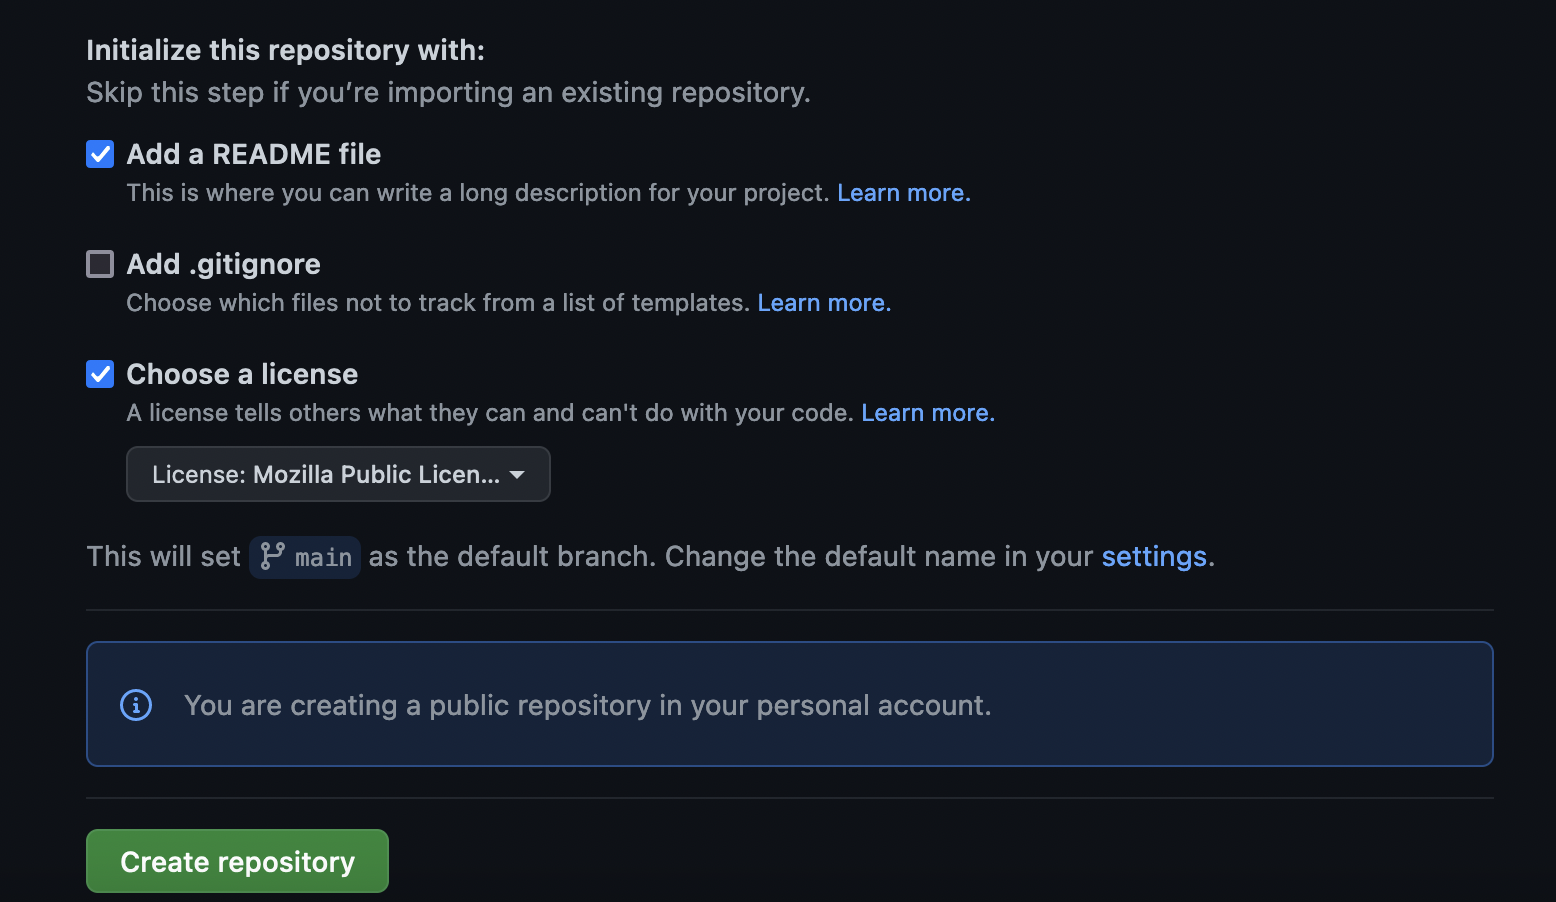 Initialize this repository with:
Skip this step if you’re importing an existing repository.
Add a README file
This is where you can write a long description for your project. Learn more.
Add .gitignore
Choose which files not to track from a list of templates. Learn more.
Choose a license
A license tells others what they can and can't do with your code. Learn more.
License: Mozilla Public Licen...
This will set main as the default branch. Change the default name in your settings.
You are creating a public repository in your personal account.
Create repository